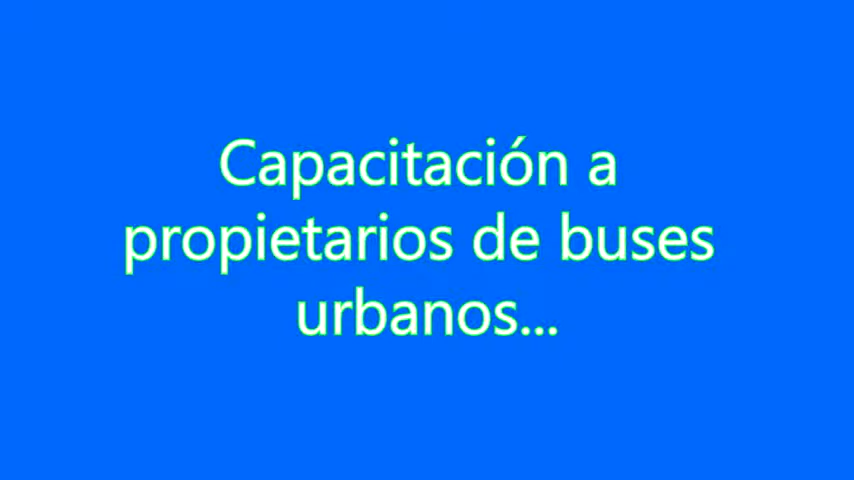 Capacitación a
propietarios de buses
urbanos...